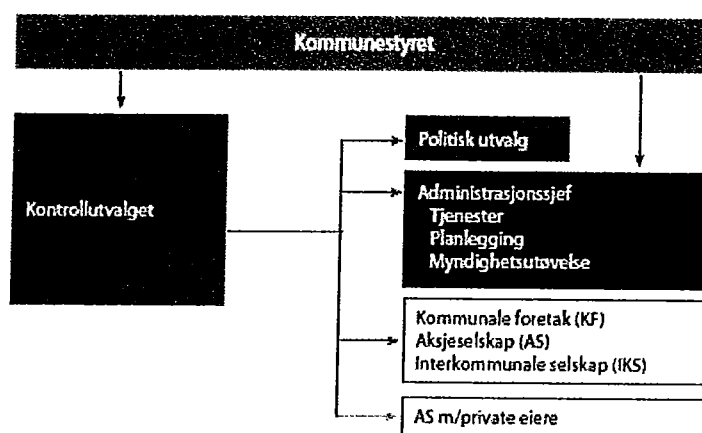 Kommunestyret
Kontrollutvalget
Politisk utvalg
Administrasjonssjef
Tjenester
Planlegging
Myndighetsutøvelse
Kommunale foretak (KF)
Aksjeselskap (AS)
Interkommunale selskap (IKS)
AS m/private eiere